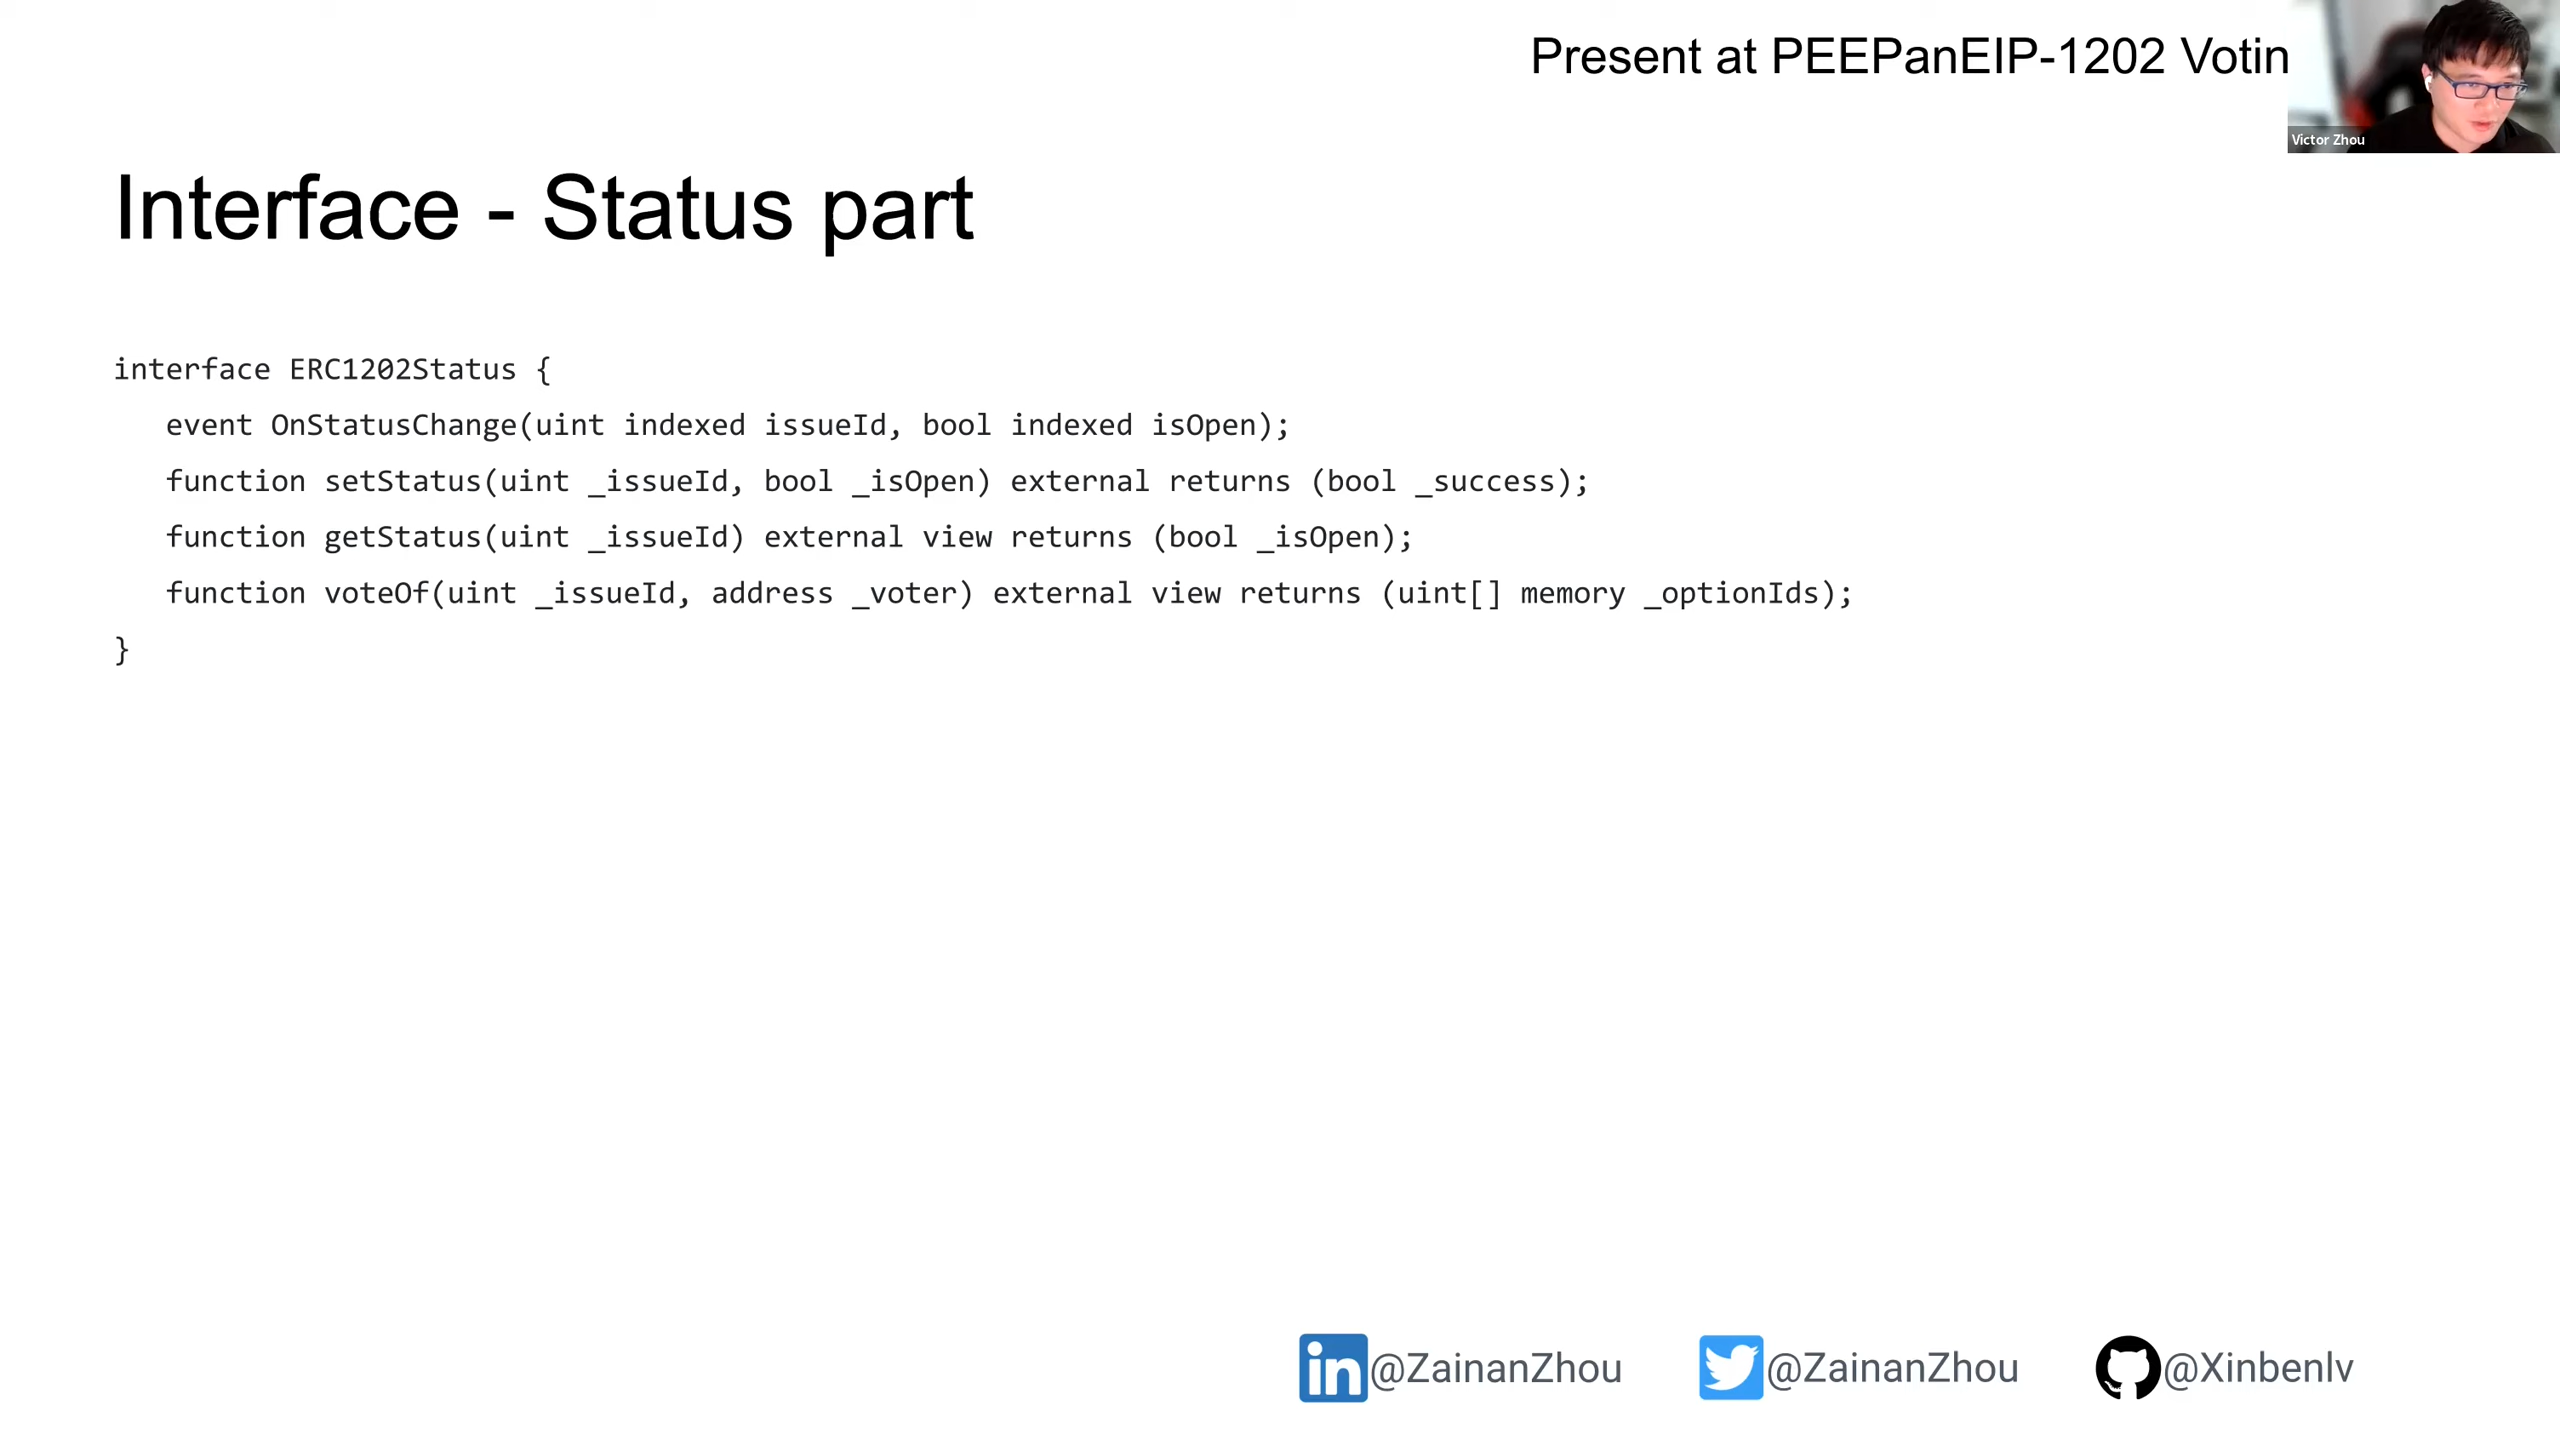 Present at PEEPanEIP-1202 Votin
Victor Zhou
Interface - Status part
interface ERC1202Status {
event OnStatusChange(uint indexed issueId, bool indexed isOpen);
function setStatus(uint _issueId, bool _isOpen) external returns (bool _success);
function getStatus(uint _issueId) external view returns (bool _isOpen);
function voteOf(uint _issueId, address _voter) external view returns (uint[] memory _optionIds);
}
in @ZainanZhou @ZainanZhou @Xinbenlv